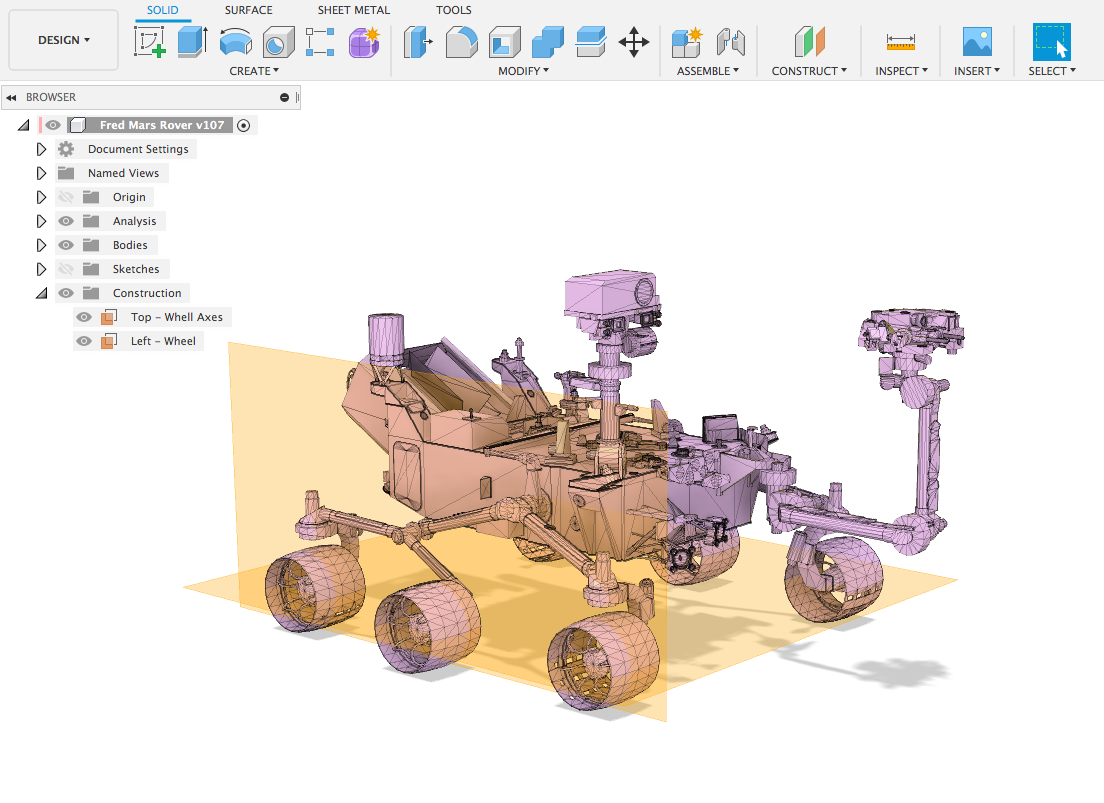 SOLID SURFACE SHEET METAL TOOLS
DESIGN
CREATE MODIFY ASSEMBLE CONSTRUCT INSPECT INSERT SELECT
BROWSER
Fred Mars Rover v107
Document Settings
Named Views
Origin
Analysis
Bodies
Sketches
Construction
Top - Whell Axes
Left - Wheel